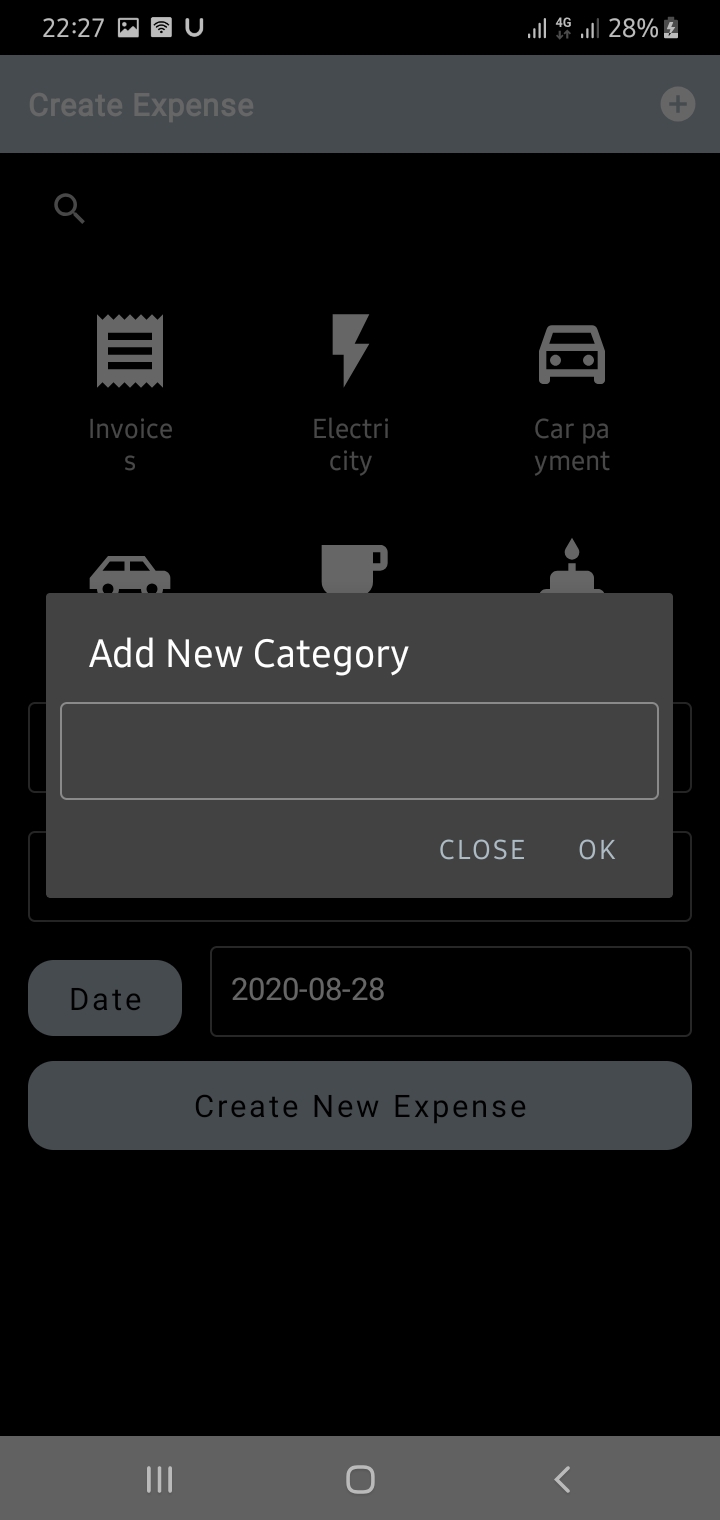 22:27 4G 28%
Create Expense
Invoice
s
Electri
city
Car pa
yment
Add New Category
CLOSE OK
Date 2020-08-28
Create New Expense